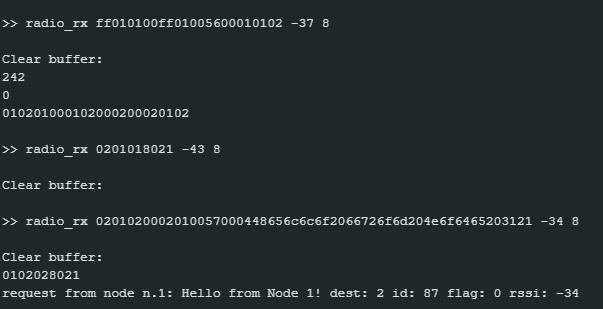 >> radio_rx ff010100ff01005600010102 -37 8
Clear buffer:
242
0
010201000102000200020102
>> radio_rx 0201018021 -43 8
Clear buffer:
>> radio_rx 0201020002010057000448656c6c6f2066726f6d204e6f6465203121 -34 8
Clear buffer:
0102028021
request from node n.1: Hello from Node 1! dest: 2 id: 87 flag: 0 rssi: -34